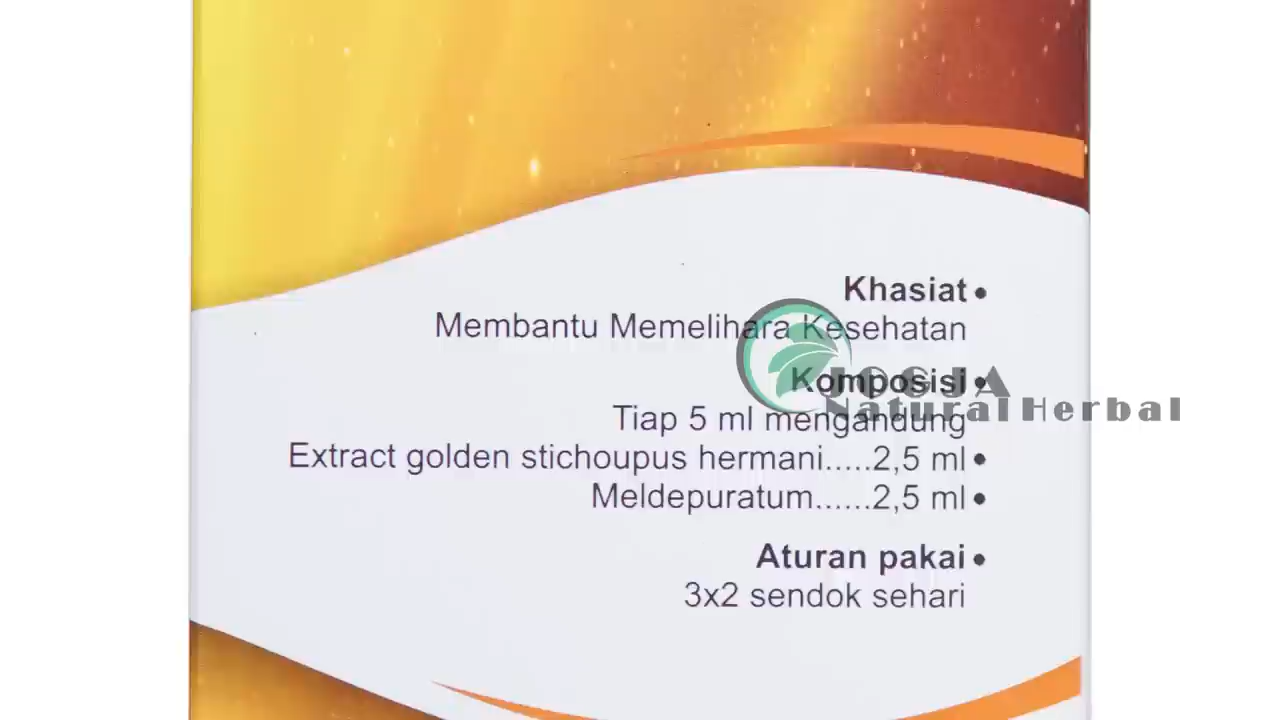 Khasiat •
Membantu Memelihara Kesehatan
Komposisi •
JOGJA
Natural Herbal
Tiap 5 ml mengandung
Extract golden stichoupus hermani.....2,5 ml •
Meldepuratum......2,5 ml •
Aturan pakai •
3x2 sendok sehari